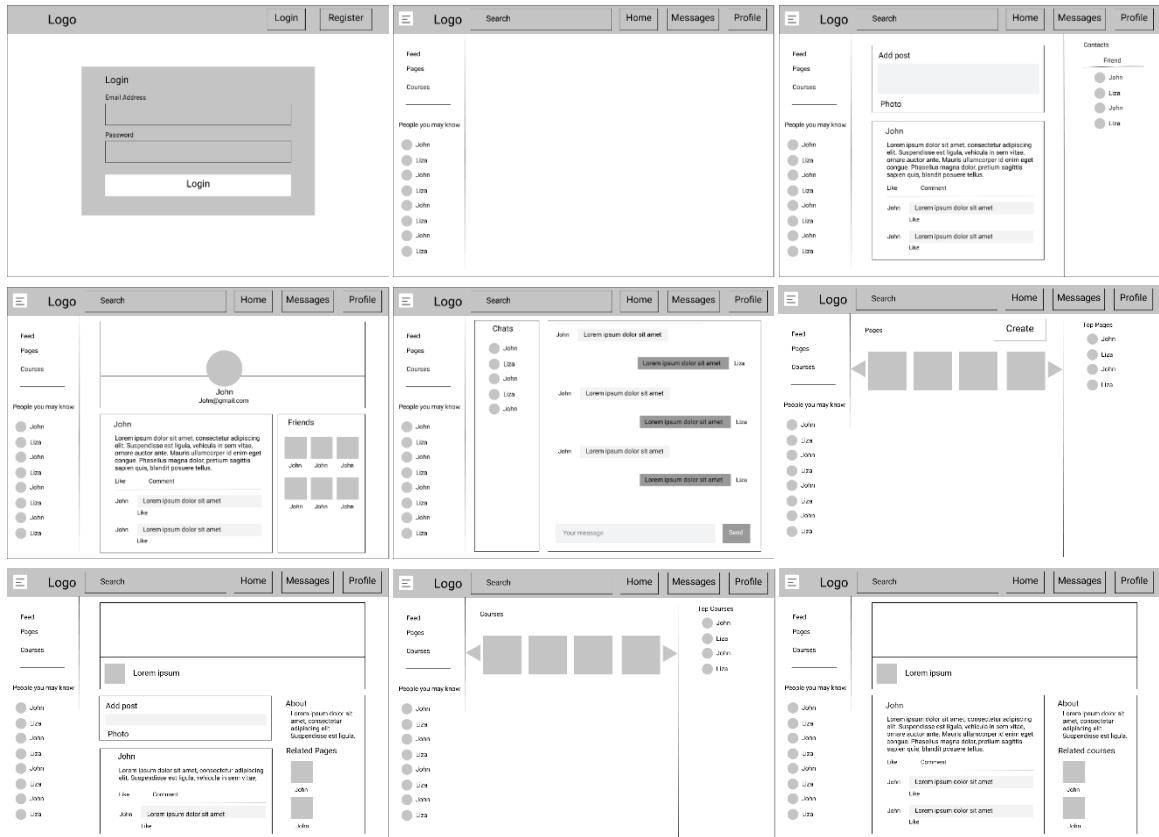 Logo
Login
Register
Login
Email Address
Password
Login
Logo
Search
Home
Messages
Profile
Feed
Pages
Courses
People you may know
John
Liza
John
Liza
John
Liza
John
Liza
Logo
Search
Home
Messages
Profile
Feed
Pages
Courses
People you may know
John
Liza
John
Liza
John
Liza
John
Liza
Add post
Photo
John
Lorem ipsum dolor sit amet, consectetur adipiscing
elit. Suspendisse est ligula, vehicula in sem vitae,
ornare auctor ante. Mauris ullamcorper id enim eget
congue. Phasellus magna dolor, pretium sagittis
sapien quis, blandit posuere tellus.
Like Comment
John Lorem ipsum dolor sit amet
Like
John Lorem ipsum dolor sit amet
Like
Contacts
Friend
John
Liza
John
Liza
Logo
Search
Home
Messages
Profile
Feed
Pages
Courses
People you may know
John
Liza
John
Liza
John
Liza
John
Liza
John
John@gmail.com
John
Lorem ipsum dolor sit amet, consectetur adipiscing
elit. Suspendisse est ligula, vehicula in sem vitae,
ornare auctor ante. Mauris ullamcorper id enim eget
congue. Phasellus magna dolor, pretium sagittis
sapien quis, blandit posuere tellus.
Like Comment
John Lorem ipsum dolor sit amet
Like
John Lorem ipsum dolor sit amet
Like
Friends
John John John
John John John
Logo
Search
Home
Messages
Profile
Feed
Pages
Courses
People you may know
John
Liza
John
Liza
John
Liza
John
Liza
Chats
John
Liza
John
Liza
John
John Lorem ipsum dolor sit amet
Lorem ipsum dolor sit amet Liza
John Lorem ipsum dolor sit amet
Lorem ipsum dolor sit amet Liza
John Lorem ipsum dolor sit amet
Lorem ipsum dolor sit amet Liza
Your message
Send
Logo
Search
Home
Messages
Profile
Feed
Pages
Courses
People you may know
John
Liza
John
Liza
John
Liza
John
Liza
Pages
Create
Top Pages
John
Liza
John
Liza
Logo
Search
Home
Messages
Profile
Feed
Pages
Courses
People you may know
John
Liza
John
Liza
John
Liza
John
Liza
Lorem ipsum
Add post
Photo
John
Lorem ipsum dolor sit amet, consectetur adipiscing
elit. Suspendisse est ligula, vehicula in sem vitae,
Like Comment
John Lorem ipsum dolor sit amet
Like
About
Lorem ipsum dolor sit
amet, consectetur
adipiscing elit.
Suspendisse est ligula,
Related Pages
John
John
Logo
Search
Home
Messages
Profile
Feed
Pages
Courses
People you may know
John
Liza
John
Liza
John
Liza
John
Liza
Courses
Top Courses
John
Liza
John
Liza
Logo
Search
Home
Messages
Profile
Feed
Pages
Courses
People you may know
John
Liza
John
Liza
John
Liza
John
Liza
Lorem ipsum
John
Lorem ipsum dolor sit amet, consectetur adipiscing
elit. Suspendisse est ligula, vehicula in sem vitae,
ornare auctor ante. Mauris ullamcorper id enim eget
congue. Phasellus magna dolor, pretium sagittis
sapien quis, blandit posuere tellus.
Like Comment
John Lorem ipsum dolor sit amet
Like
John Lorem ipsum dolor sit amet
Like
About
Lorem ipsum dolor sit
amet, consectetur
adipiscing elit.
Suspendisse est ligula,
Related courses
John
John